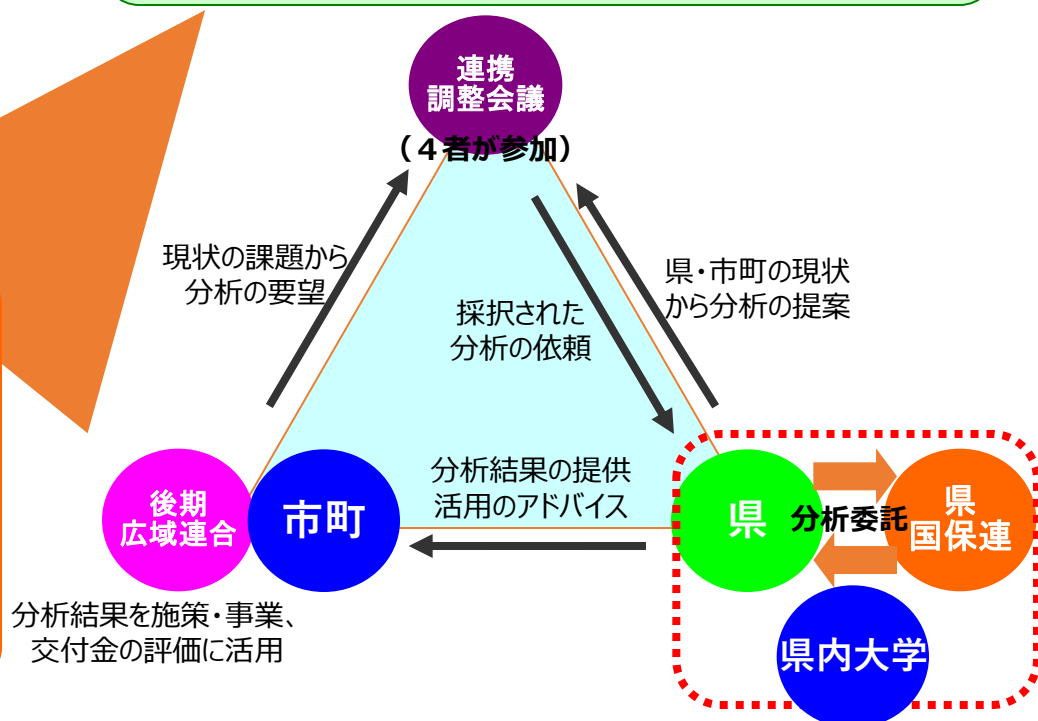 連携
調整会議
(４者が参加)
現状の課題から
分析の要望
県・市町の現状
から分析の提案
採択された
分析の依頼
後期
広域連合
市町
分析結果の提供
活用のアドバイス
県
分析委託
県
国保連
県内大学
分析結果を施策・事業、
交付金の評価に活用